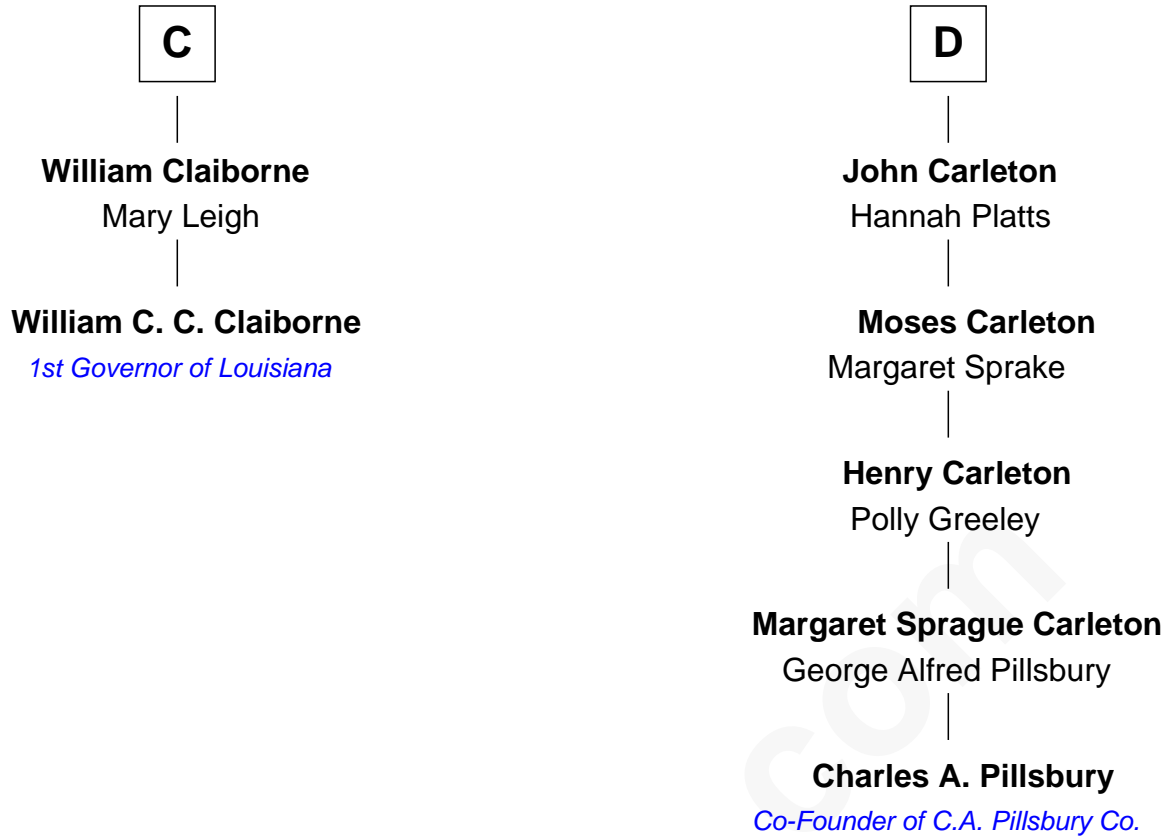 C
William Claiborne
Mary Leigh
William C. C. Claiborne
1st Governor of Louisiana
D
John Carleton
Hannah Platts
Moses Carleton
Margaret Sprake
Henry Carleton
Polly Greeley
Margaret Sprague Carleton
George Alfred Pillsbury
Charles A. Pillsbury
Co-Founder of C.A. Pillsbury Co.
com